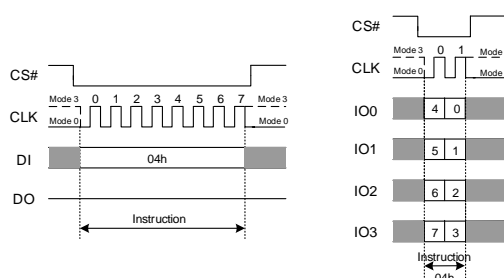 CS#
Mode 3 0 1 2 3 4 5 6 7 Mode 3
CLK
Mode 0 Mode 0
DI 04h
DO
Instruction
CS#
Mode 3 0 1 Mode
CLK
Mode 0 Mode
IO0 4 0
IO1 5 1
IO2 6 2
IO3 7 3
Instruction
04h